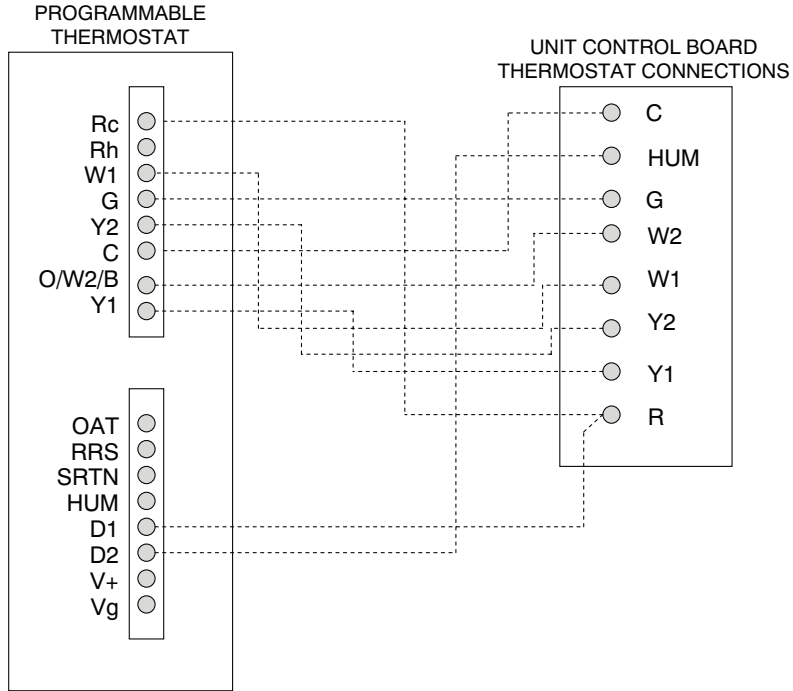 PROGRAMMABLE
THERMOSTAT
Rc
Rh
W1
G
Y2
C
O/W2/B
Y1
OAT
RRS
SRTN
HUM
D1
D2
V+
Vg
UNIT CONTROL BOARD
THERMOSTAT CONNECTIONS
C
HUM
G
W2
W1
Y2
Y1
R